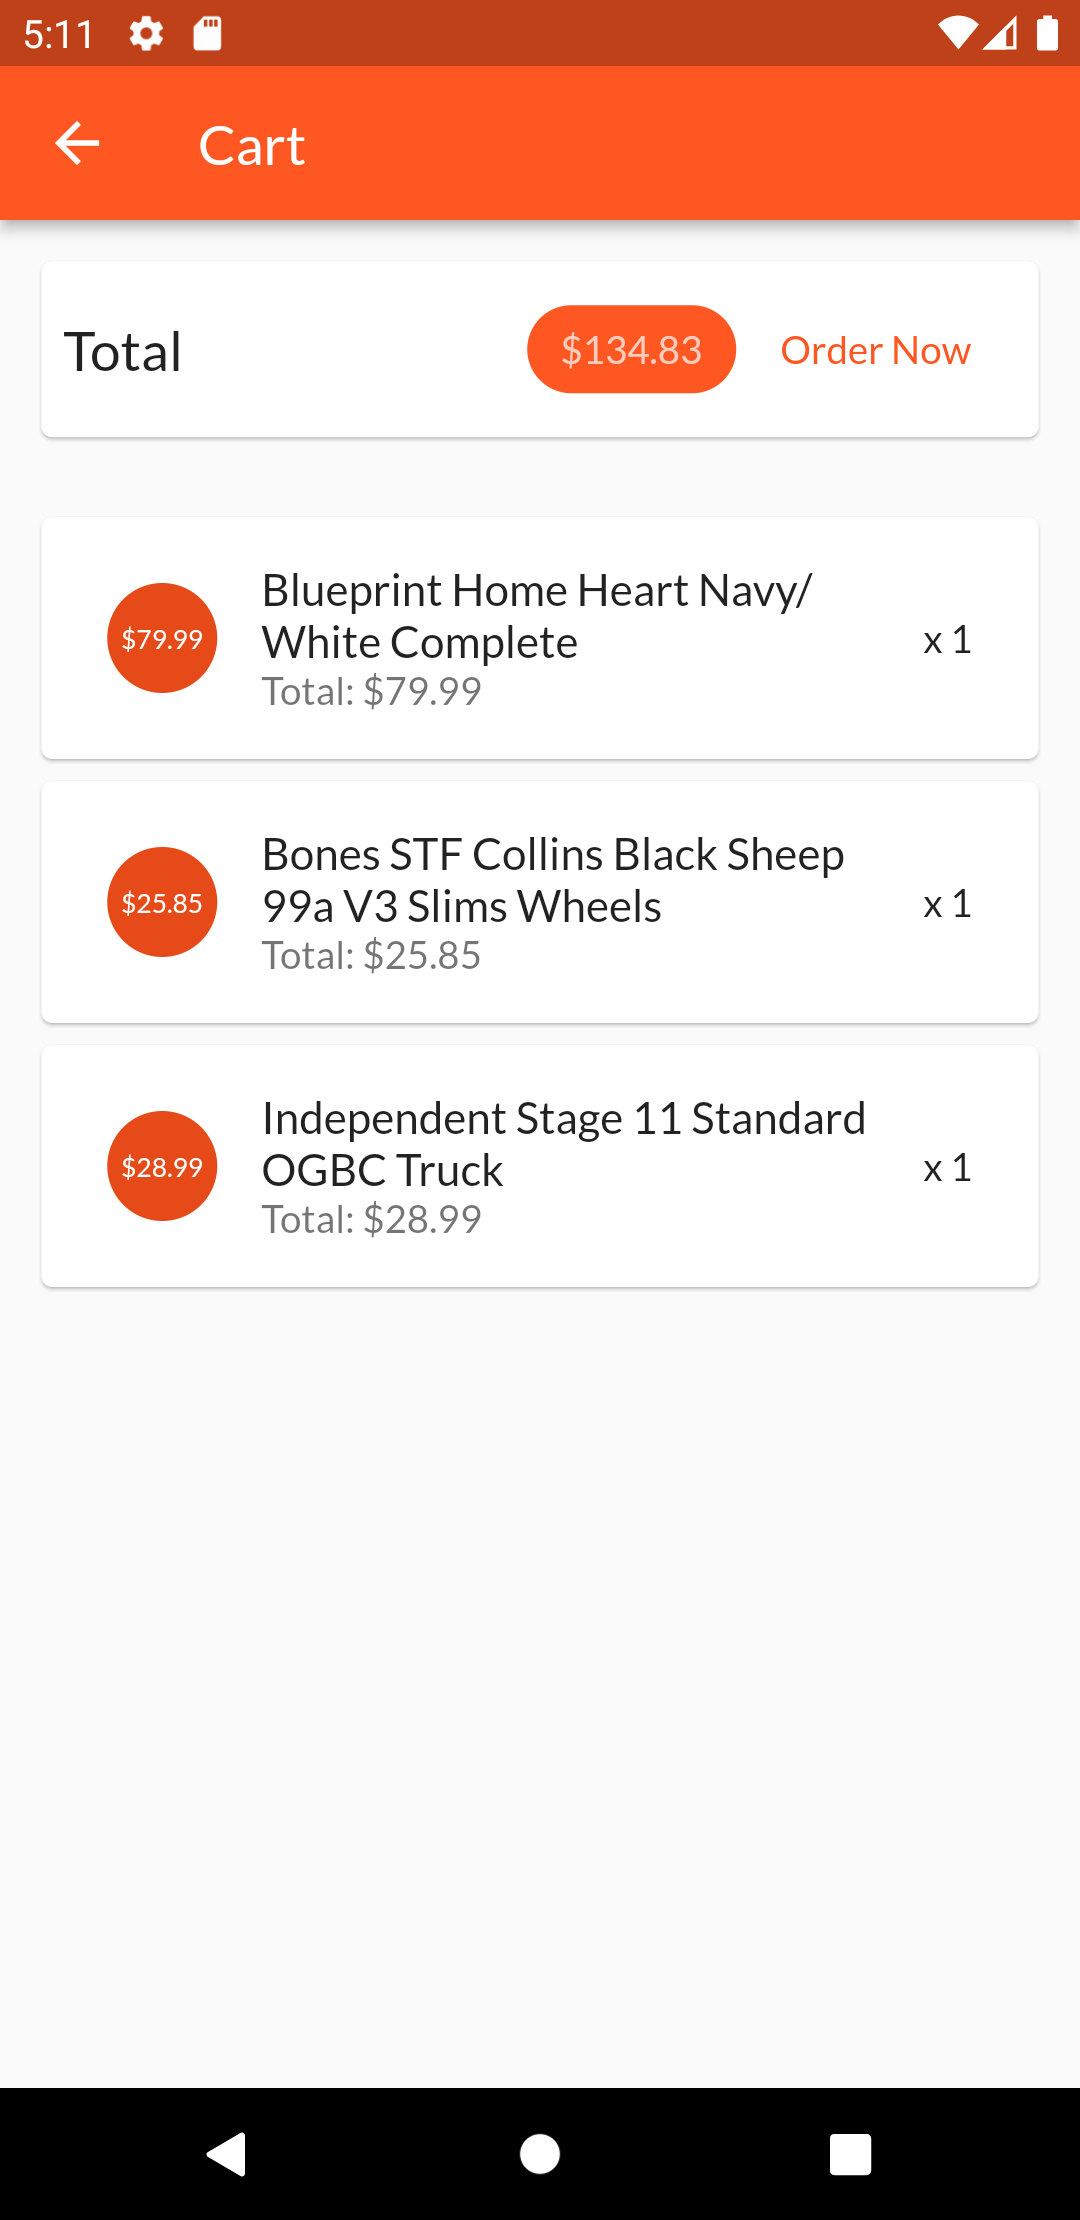 5:11
Cart
Total
$134.83
Order Now
$79.99
Blueprint Home Heart Navy/
White Complete
Total: $79.99
x 1
$25.85
Bones STF Collins Black Sheep
99a V3 Slims Wheels
Total: $25.85
x 1
$28.99
Independent Stage 11 Standard
OGBC Truck
Total: $28.99
x 1